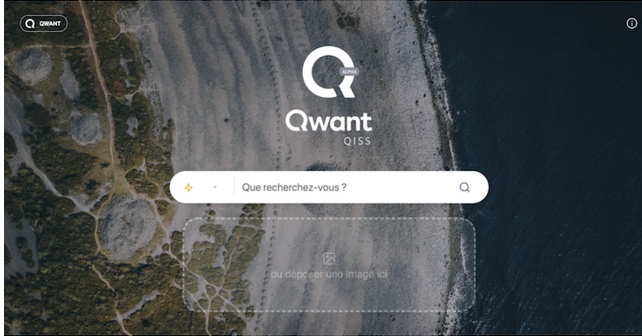 QWANT
ALPHA
Qwant
QISS
Que recherchez-vous ?
ou déposer une image ici